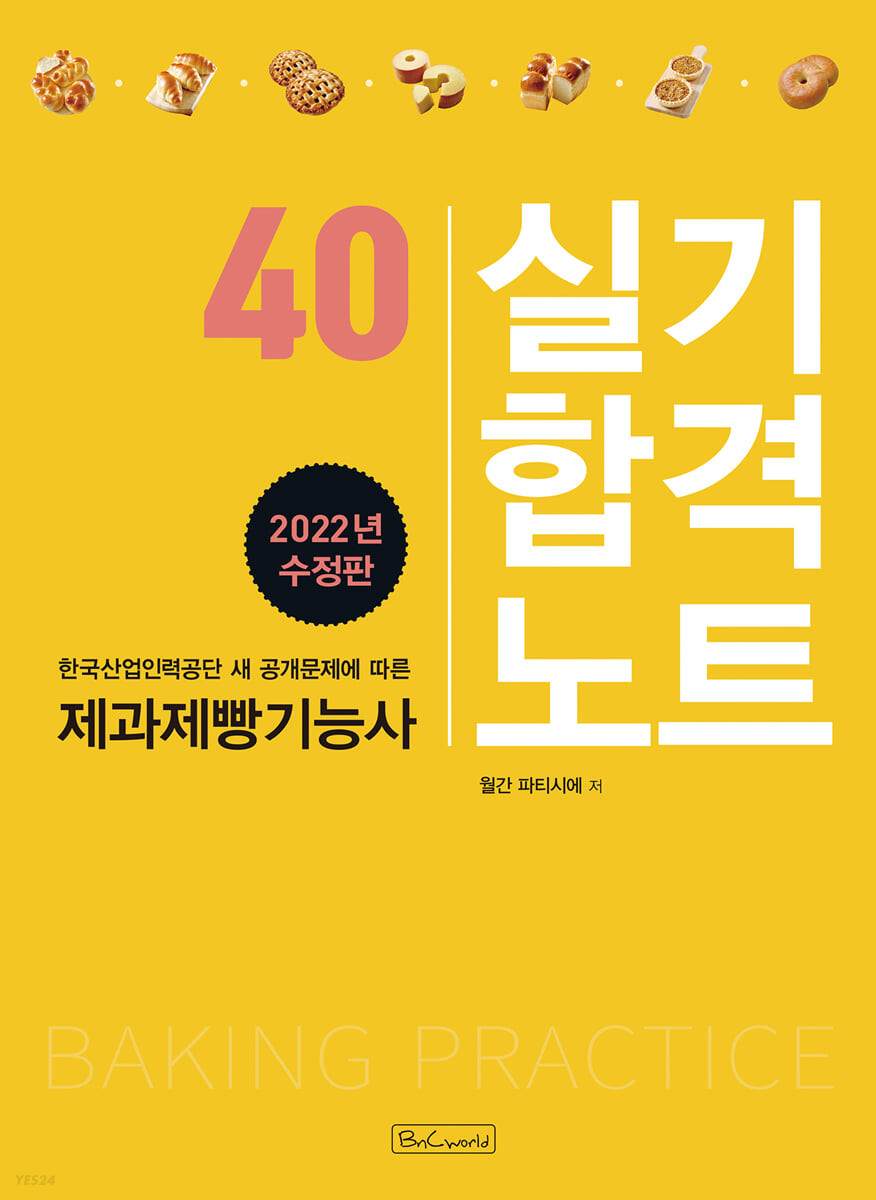 40
실기
합격
노트
2022년
수정판
한국산업인력공단 새 공개문제에 따른
제과제빵기능사
월간 파티시에 저
BAKING PRACTICE
BnCworld
YES24